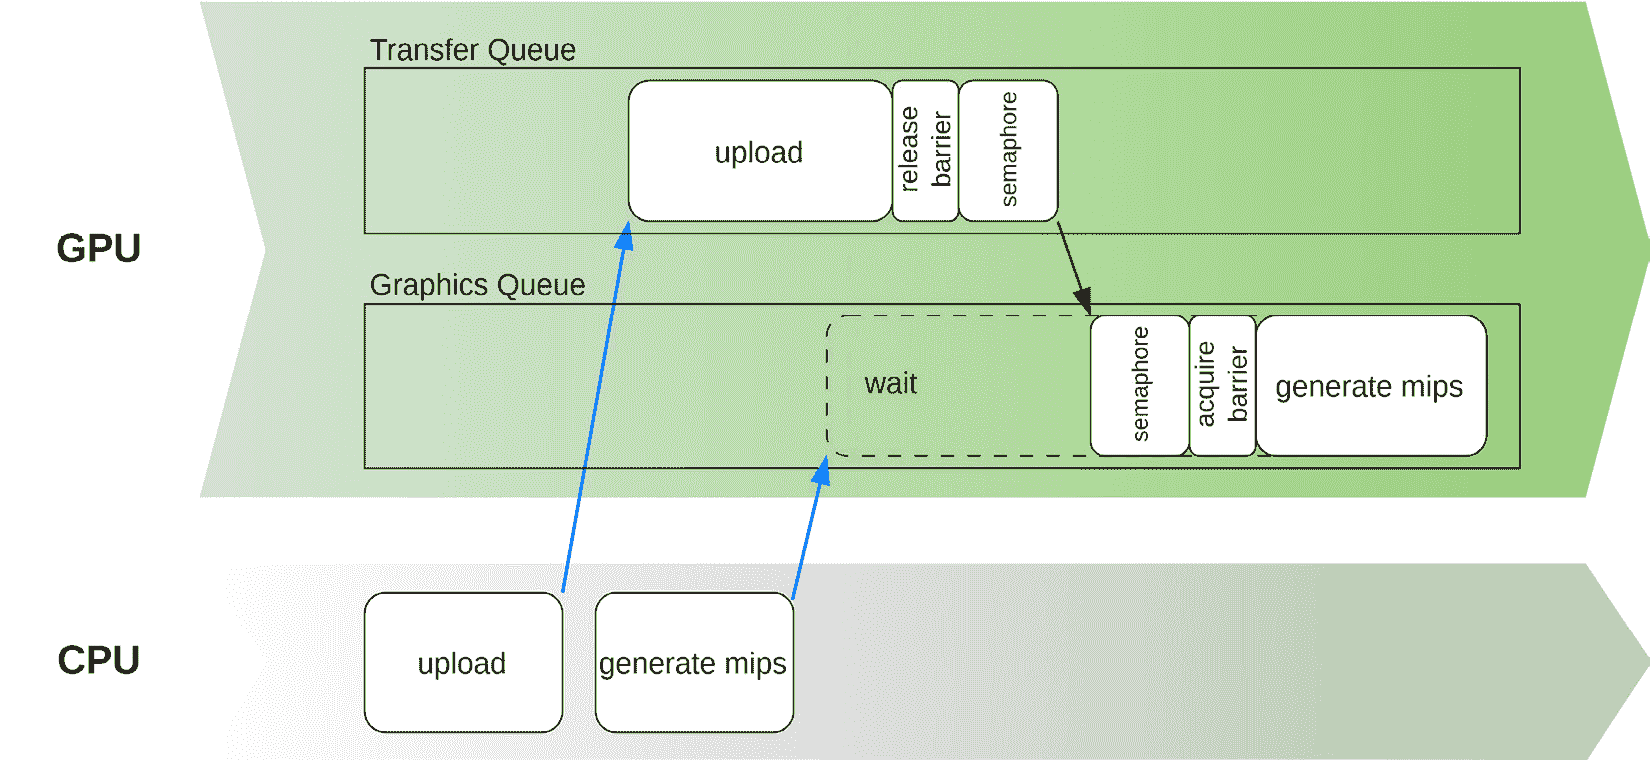 Transfer Queue
upload
release
barrier
semaphore
GPU
Graphics Queue
wait
semaphore
acquire
barrier
generate mips
CPU
upload
generate mips